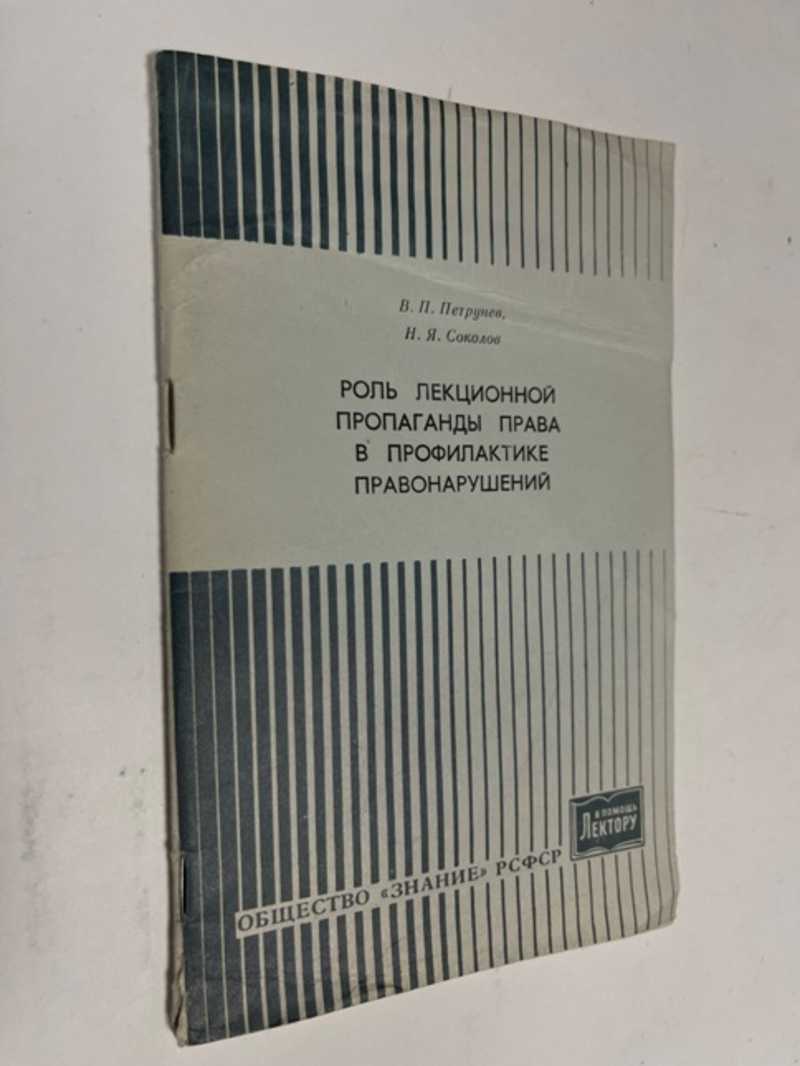 В. П. Петрунев,
Н. Я. Соколов
РОЛЬ ЛЕКЦИОННОЙ
ПРОПАГАНДЫ ПРАВА
В ПРОФИЛАКТИКЕ
ПРАВОНАРУШЕНИЙ
В ПОМОЩЬ
ЛЕКТОРУ
ОБЩЕСТВО «ЗНАНИЕ» РСФСР